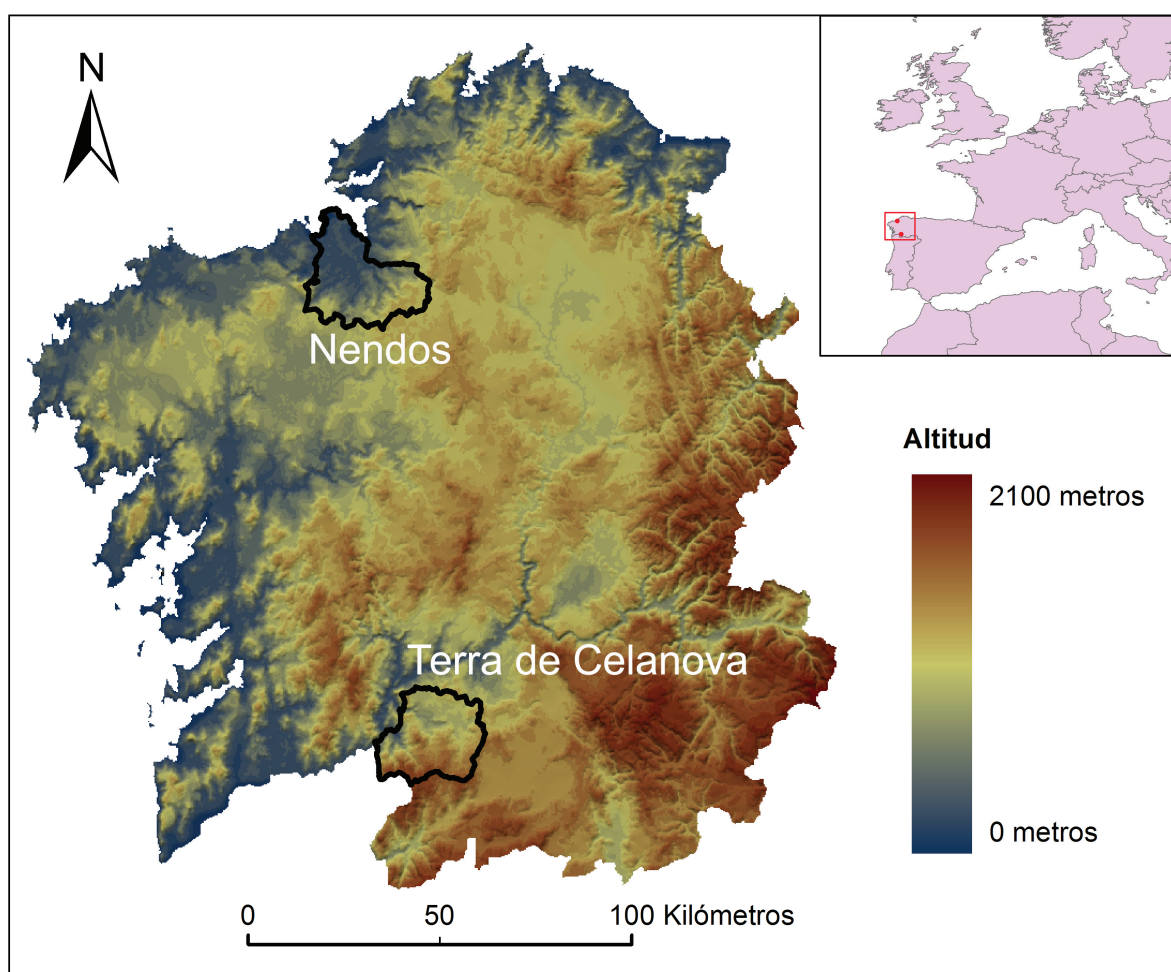 N
Nendos
Altitud
2100 metros
Terra de Celanova
0 metros
0 50 100 Kilómetros